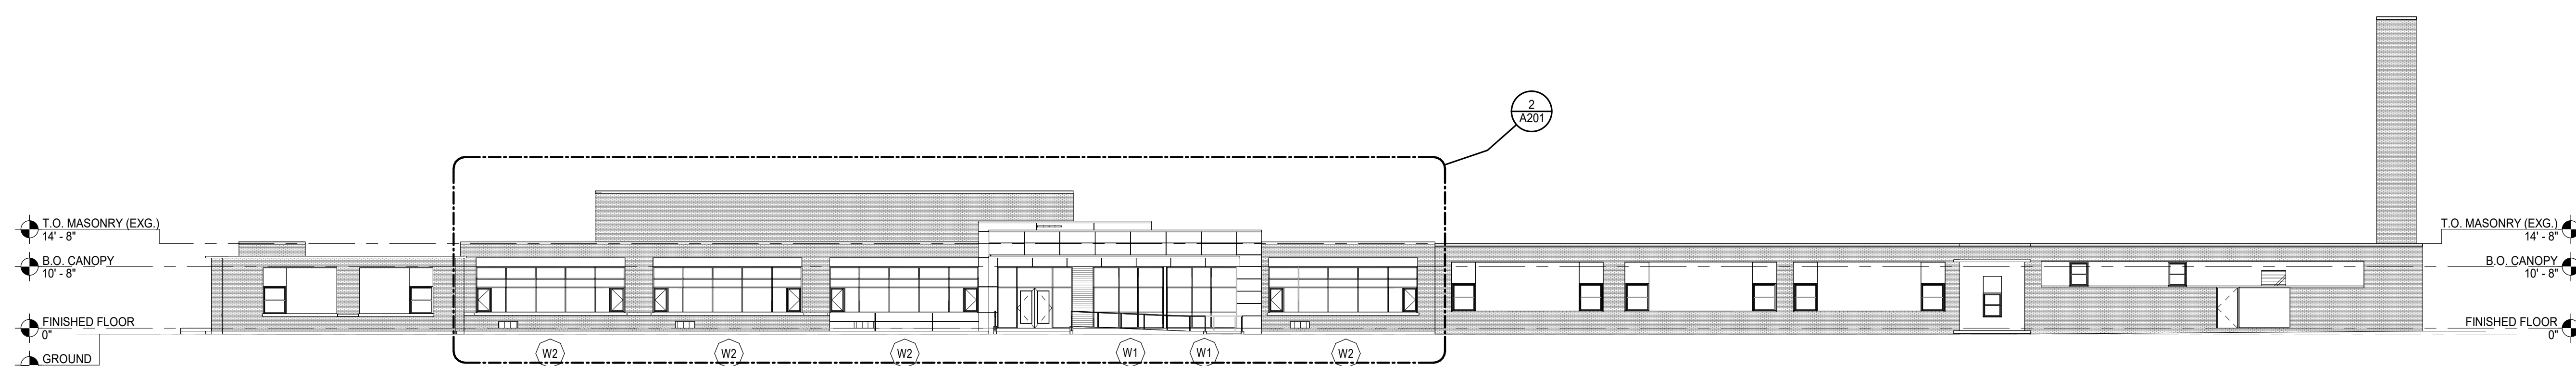 2
A201
T.O. MASONRY (EXG.)
14' - 8"
B.O. CANOPY
10' - 8"
FINISHED FLOOR
0"
GROUND
W2
W2
W2
W1
W1
W2
T.O. MASONRY (EXG.)
14' - 8"
B.O. CANOPY
10' - 8"
FINISHED FLOOR
0"